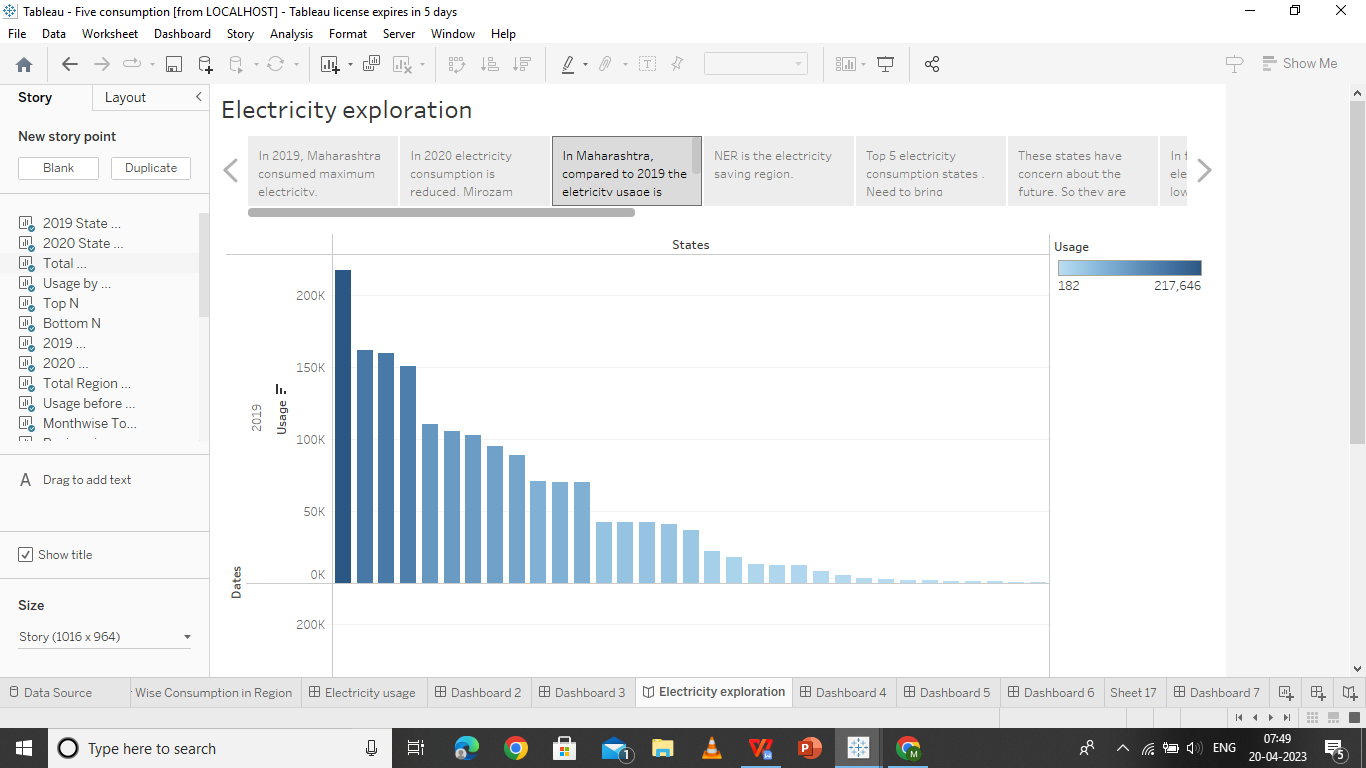 Tableau - Five consumption [from LOCALHOST] - Tableau license expires in 5 days
File Data Worksheet Dashboard Story Analysis Format Server Window Help
Show Me
Story
Layout
New story point
Blank
Duplicate
2019 State ...
2020 State ...
Total ...
Usage by ...
Top N
Bottom N
2019 ...
2020 ...
Total Region ...
Usage before ...
Monthwise To...
A Drag to add text
Show title
Size
Story (1016 x 964)
Electricity exploration
In 2019, Maharashtra
consumed maximum
electricity.
In 2020 electricity
consumption is
reduced. Mirozam
In Maharashtra,
compared to 2019 the
eletricity usage is
NER is the electricity
saving region.
Top 5 electricity
consumption states .
Need to bring
These states have
concern about the
future. So they are
ele
low
States
Dates
2019
Usage
200K
150K
100K
50K
0K
200K
Usage
182
217,646
Data Source
Wise Consumption in Region
Electricity usage
Dashboard 2
Dashboard 3
Electricity exploration
Dashboard 4
Dashboard 5
Dashboard 6
Sheet 17
Dashboard 7
Type here to search
1
W
P
M
ENG
07:49
20-04-2023
5